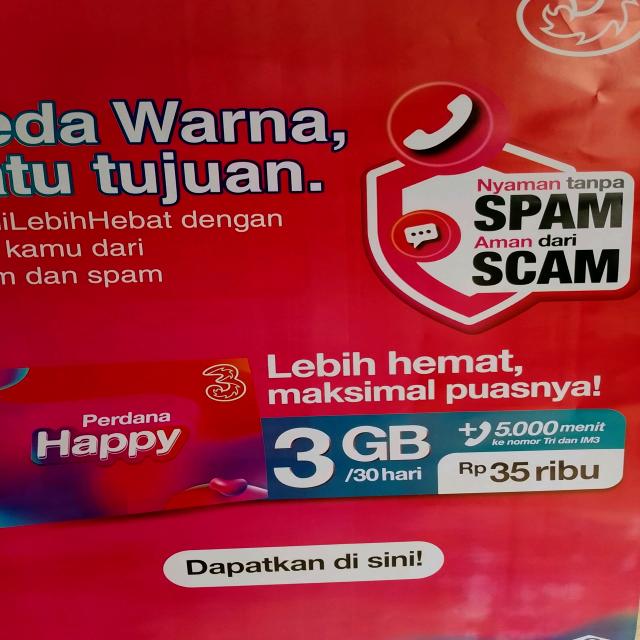 eda Warna,
tu tujuan.
iLebihHebat dengan
kamu dari
m dan spam
Nyaman tanpa
SPAM
Aman dari
SCAM
3
Perdana
Happy
Lebih hemat,
maksimal puasnya!
3 GB
/30 hari
+ 5.000 menit
ke nomor Tri dan IM3
Rp 35 ribu
Dapatkan di sini!